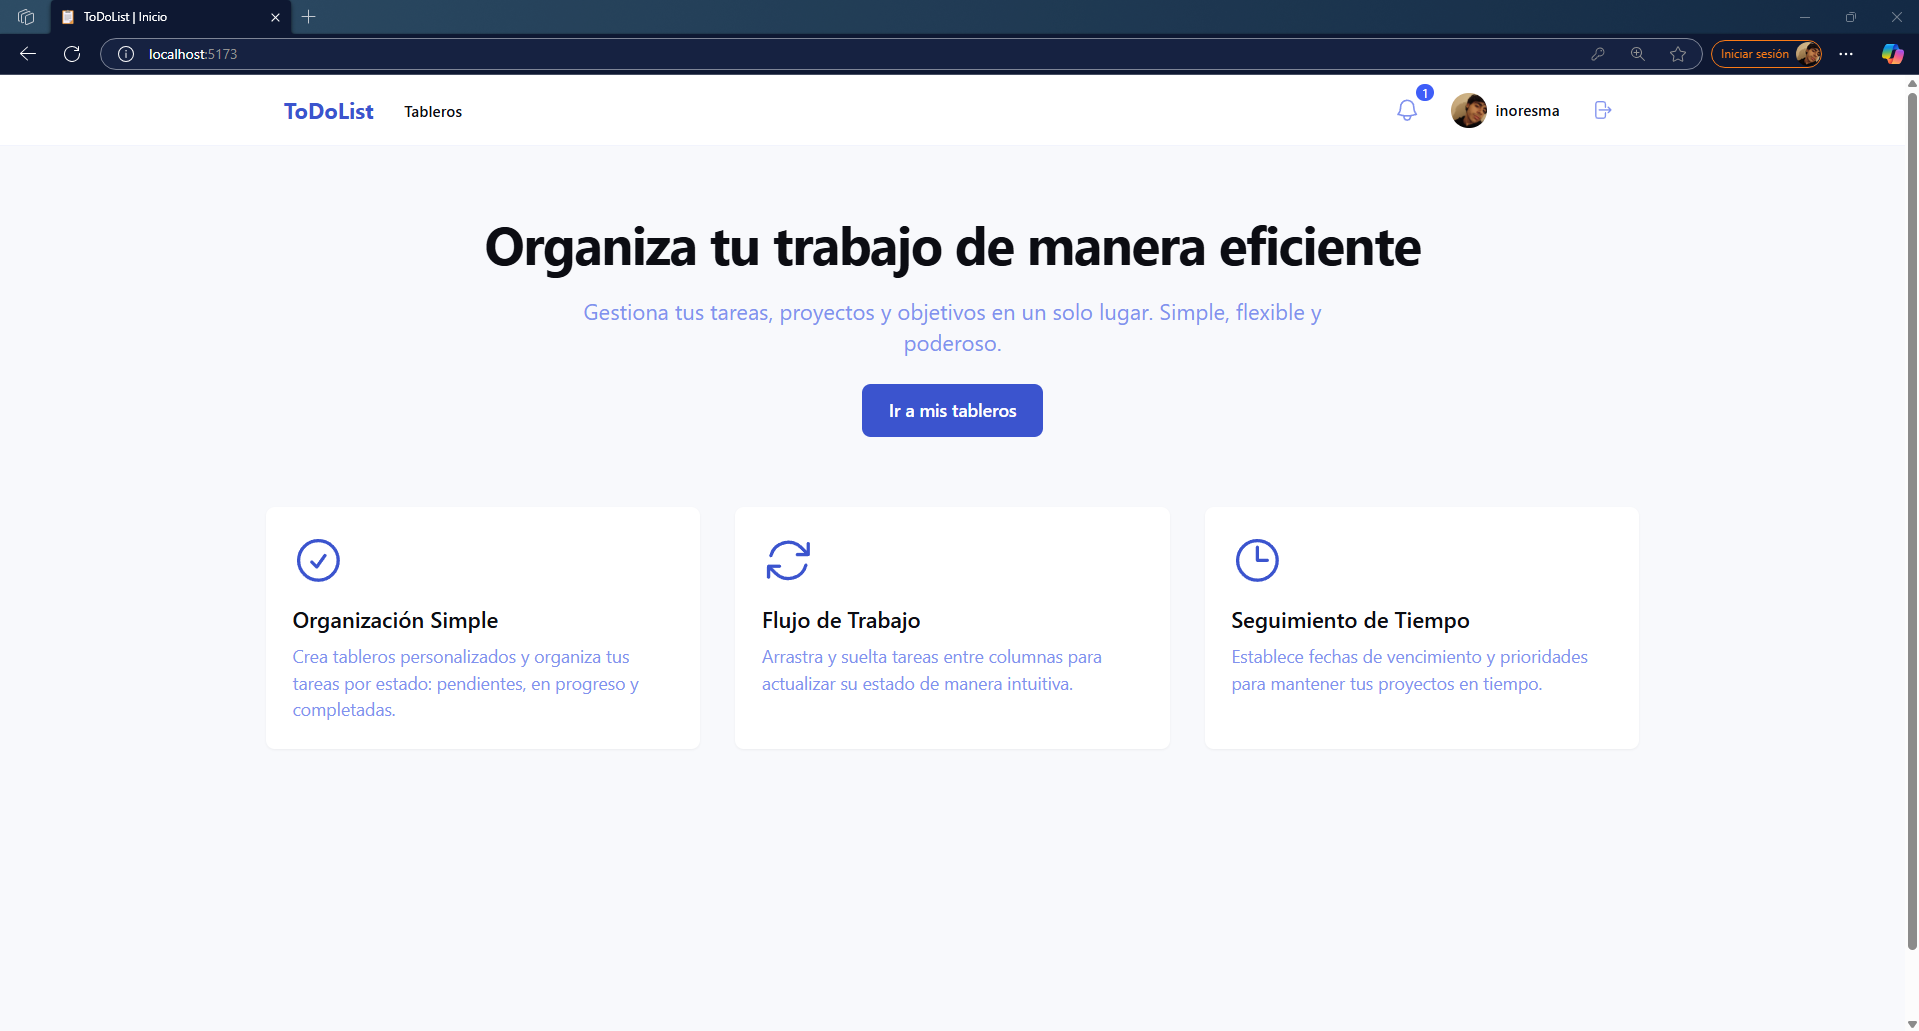 ToDoList | Inicio
localhost:5173
Iniciar sesión
ToDoList
Tableros
1
inoresma
Organiza tu trabajo de manera eficiente
Gestiona tus tareas, proyectos y objetivos en un solo lugar. Simple, flexible y
poderoso.
Ir a mis tableros
Organización Simple
Crea tableros personalizados y organiza tus
tareas por estado: pendientes, en progreso y
completadas.
Flujo de Trabajo
Arrastra y suelta tareas entre columnas para
actualizar su estado de manera intuitiva.
Seguimiento de Tiempo
Establece fechas de vencimiento y prioridades
para mantener tus proyectos en tiempo.